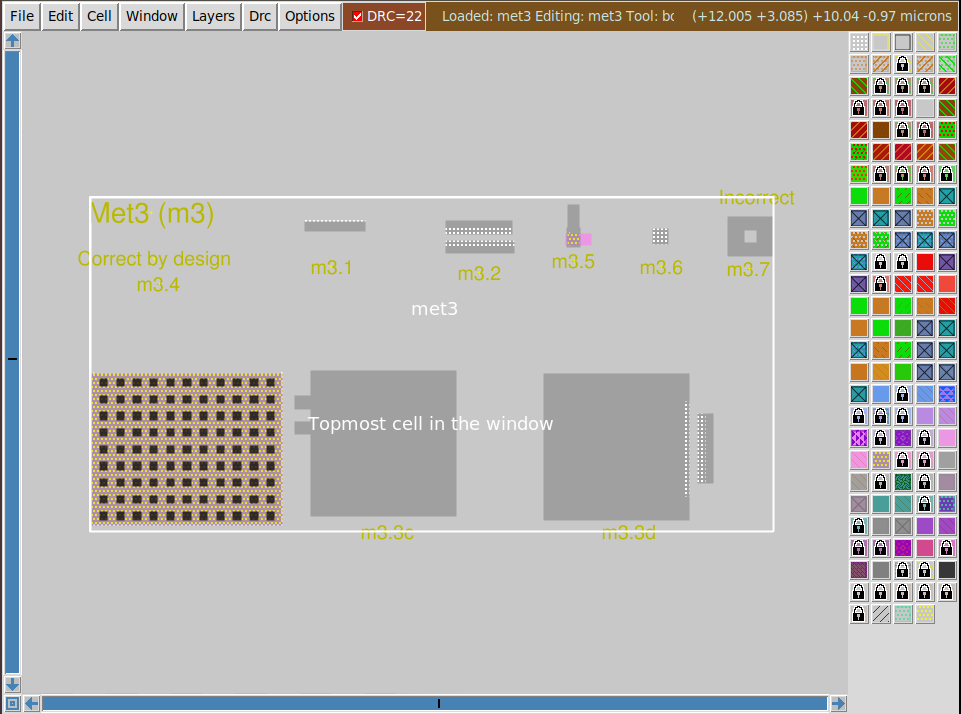 File Edit Cell Window Layers Drc Options DRC=22 Loaded: met3 Editing: met3 Tool: bc (+12.005 +3.085) +10.04 -0.97 microns
Incorrect
Met3 (m3)
Correct by design
m3.4
m3.1
m3.2
m3.5
m3.6
m3.7
met3
Topmost cell in the window
m3.3c
m3.3d